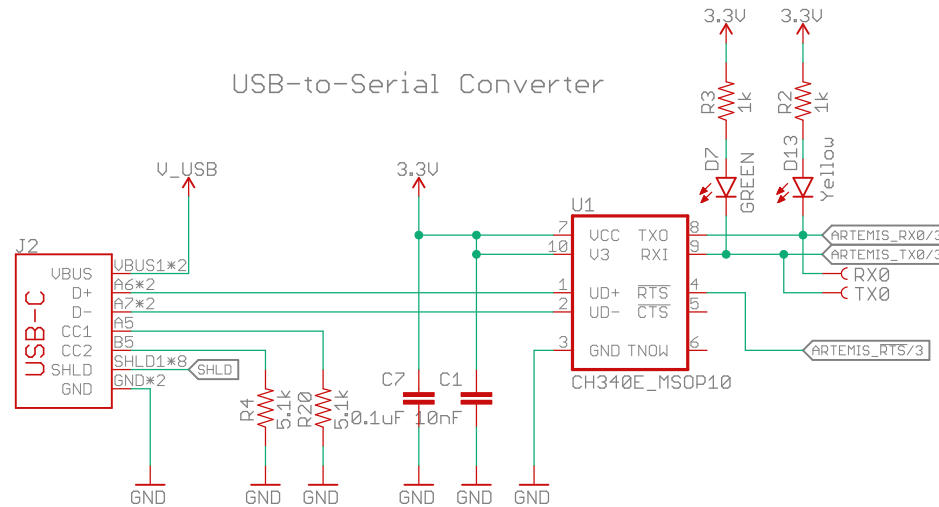 3.3V
3.3V
USB-to-Serial Converter
R3
1k
R2
1k
D7
GREEN
D13
Yellow
V_USB
3.3V
U1
7 VCC TXO 8
10 V3 RXI 9
1 UD+ RTS 4
2 UD- CTS 5
3 GND TNOW 6
CH340E_MSOP10
ARTEMIS_RX0/3
ARTEMIS_TX0/3
RX0
TX0
ARTEMIS_RTS/3
J2
USB-C
VBUS VBUS1*2
D+ A6*2
D- A7*2
CC1 A5
CC2 B5
SHLD SHLD1*8 SHLD
GND GND*2
R4
5.1k
R20
5.1k
C7
0.1uF
C1
10nF
GND
GND
GND
GND
GND
GND